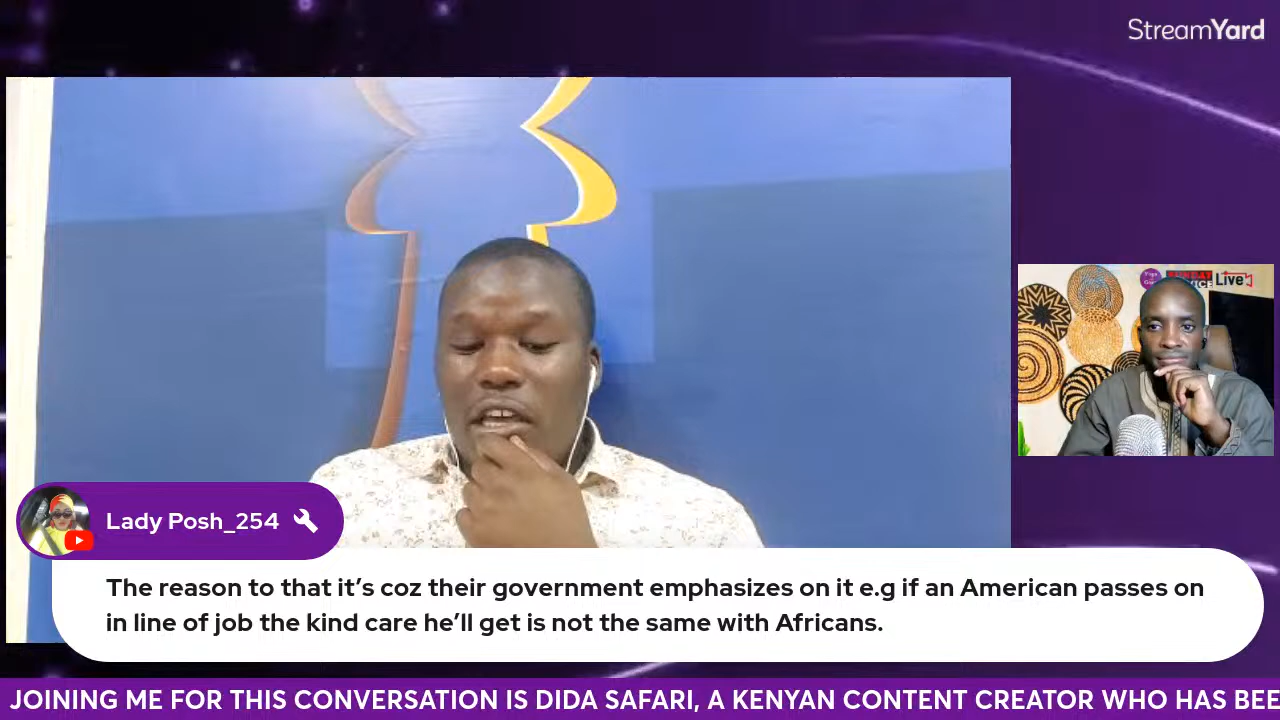 StreamYard
Live
Lady Posh_254
The reason to that it’s coz their government emphasizes on it e.g if an American passes on
in line of job the kind care he’ll get is not the same with Africans.
JOINING ME FOR THIS CONVERSATION IS DIDA SAFARI, A KENYAN CONTENT CREATOR WHO HAS BEE